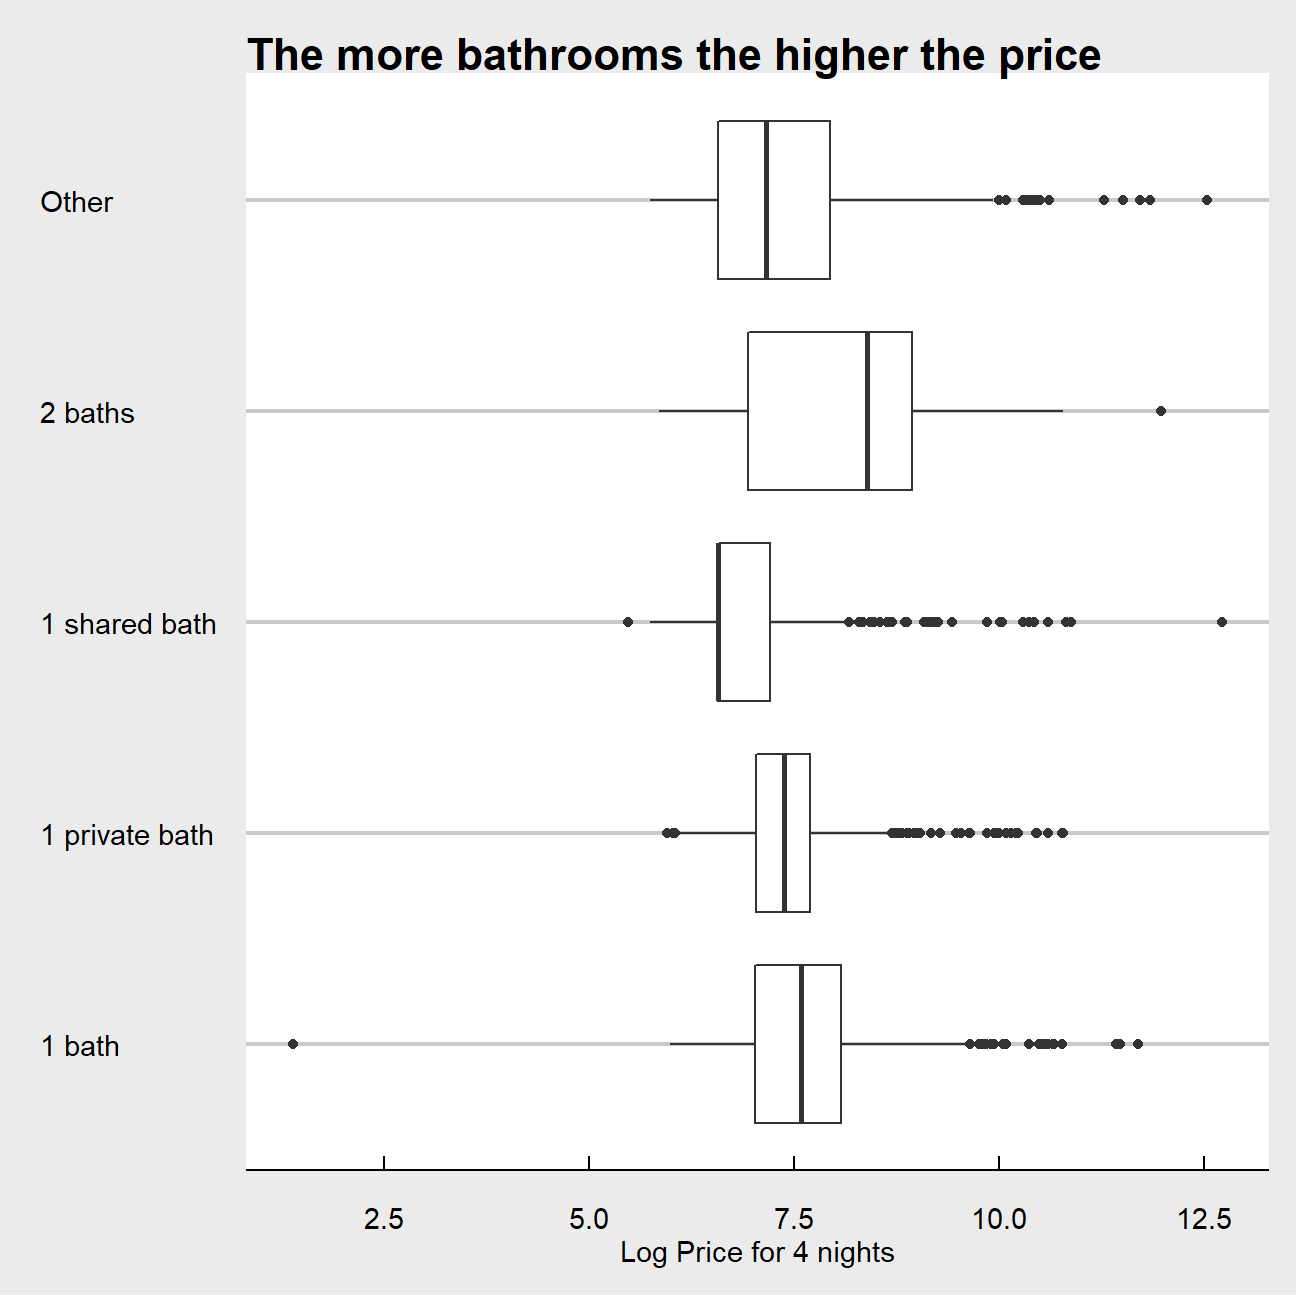 The more bathrooms the higher the price
Other
2 baths
1 shared bath
1 private bath
1 bath
2.5 5.0 7.5 10.0 12.5
Log Price for 4 nights